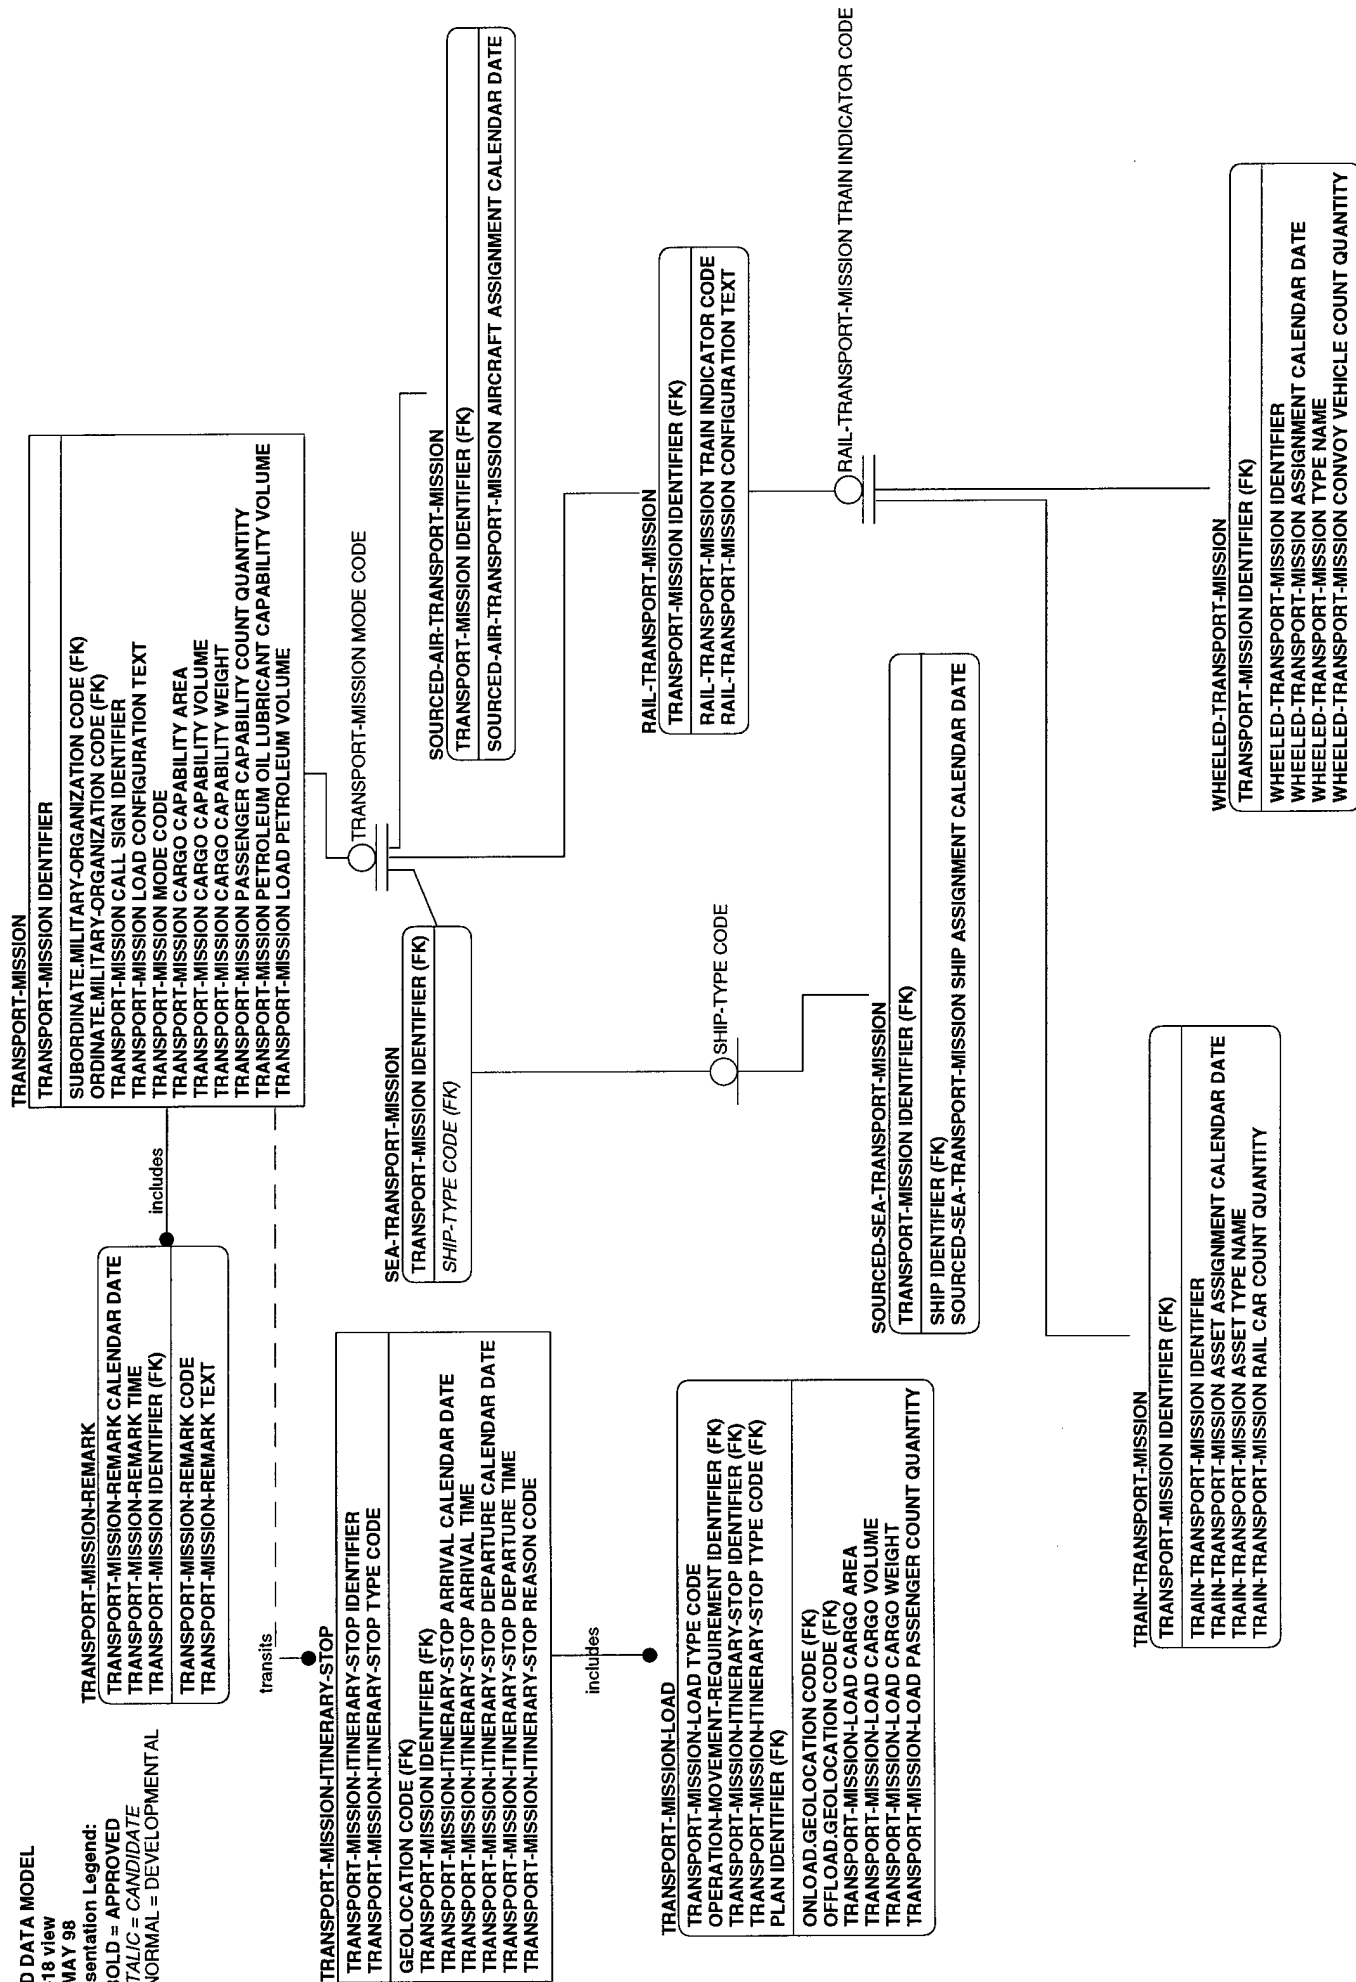 D DATA MODEL
18 view
MAY 98
sentation Legend:
BOLD = APPROVED
TALIC = CANDIDATE
NORMAL = DEVELOPMENTAL
TRANSPORT-MISSION
TRANSPORT-MISSION IDENTIFIER
SUBORDINATE.MILITARY-ORGANIZATION CODE (FK)
ORDINATE.MILITARY-ORGANIZATION CODE (FK)
TRANSPORT-MISSION CALL SIGN IDENTIFIER
TRANSPORT-MISSION LOAD CONFIGURATION TEXT
TRANSPORT-MISSION MODE CODE
TRANSPORT-MISSION CARGO CAPABILITY AREA
TRANSPORT-MISSION CARGO CAPABILITY VOLUME
TRANSPORT-MISSION CARGO CAPABILITY WEIGHT
TRANSPORT-MISSION PASSENGER CAPABILITY COUNT QUANTITY
TRANSPORT-MISSION PETROLEUM OIL LUBRICANT CAPABILITY VOLUME
TRANSPORT-MISSION LOAD PETROLEUM VOLUME
includes
TRANSPORT-MISSION-REMARK
TRANSPORT-MISSION-REMARK CALENDAR DATE
TRANSPORT-MISSION-REMARK TIME
TRANSPORT-MISSION IDENTIFIER (FK)
TRANSPORT-MISSION-REMARK CODE
TRANSPORT-MISSION-REMARK TEXT
transits
TRANSPORT-MISSION-ITINERARY-STOP
TRANSPORT-MISSION-ITINERARY-STOP IDENTIFIER
TRANSPORT-MISSION-ITINERARY-STOP TYPE CODE
GEOLOCATION CODE (FK)
TRANSPORT-MISSION IDENTIFIER (FK)
TRANSPORT-MISSION-ITINERARY-STOP ARRIVAL CALENDAR DATE
TRANSPORT-MISSION-ITINERARY-STOP ARRIVAL TIME
TRANSPORT-MISSION-ITINERARY-STOP DEPARTURE CALENDAR DATE
TRANSPORT-MISSION-ITINERARY-STOP DEPARTURE TIME
TRANSPORT-MISSION-ITINERARY-STOP REASON CODE
includes
TRANSPORT-MISSION-LOAD
TRANSPORT-MISSION-LOAD TYPE CODE
OPERATION-MOVEMENT-REQUIREMENT IDENTIFIER (FK)
TRANSPORT-MISSION-ITINERARY-STOP IDENTIFIER (FK)
TRANSPORT-MISSION-ITINERARY-STOP TYPE CODE (FK)
PLAN IDENTIFIER (FK)
ONLOAD.GEOLOCATION CODE (FK)
OFFLOAD.GEOLOCATION CODE (FK)
TRANSPORT-MISSION-LOAD CARGO AREA
TRANSPORT-MISSION-LOAD CARGO VOLUME
TRANSPORT-MISSION-LOAD CARGO WEIGHT
TRANSPORT-MISSION-LOAD PASSENGER COUNT QUANTITY
TRANSPORT-MISSION MODE CODE
SEA-TRANSPORT-MISSION
TRANSPORT-MISSION IDENTIFIER (FK)
SHIP-TYPE CODE (FK)
SHIP-TYPE CODE
SOURCED-SEA-TRANSPORT-MISSION
TRANSPORT-MISSION IDENTIFIER (FK)
SHIP IDENTIFIER (FK)
SOURCED-SEA-TRANSPORT-MISSION SHIP ASSIGNMENT CALENDAR DATE
SOURCED-AIR-TRANSPORT-MISSION
TRANSPORT-MISSION IDENTIFIER (FK)
SOURCED-AIR-TRANSPORT-MISSION AIRCRAFT ASSIGNMENT CALENDAR DATE
RAIL-TRANSPORT-MISSION
TRANSPORT-MISSION IDENTIFIER (FK)
RAIL-TRANSPORT-MISSION TRAIN INDICATOR CODE
RAIL-TRANSPORT-MISSION CONFIGURATION TEXT
RAIL-TRANSPORT-MISSION TRAIN INDICATOR CODE
TRAIN-TRANSPORT-MISSION
TRANSPORT-MISSION IDENTIFIER (FK)
TRAIN-TRANSPORT-MISSION IDENTIFIER
TRAIN-TRANSPORT-MISSION ASSET ASSIGNMENT CALENDAR DATE
TRAIN-TRANSPORT-MISSION ASSET TYPE NAME
TRAIN-TRANSPORT-MISSION RAIL CAR COUNT QUANTITY
WHEELED-TRANSPORT-MISSION
TRANSPORT-MISSION IDENTIFIER (FK)
WHEELED-TRANSPORT-MISSION IDENTIFIER
WHEELED-TRANSPORT-MISSION ASSIGNMENT CALENDAR DATE
WHEELED-TRANSPORT-MISSION TYPE NAME
WHEELED-TRANSPORT-MISSION CONVOY VEHICLE COUNT QUANTITY